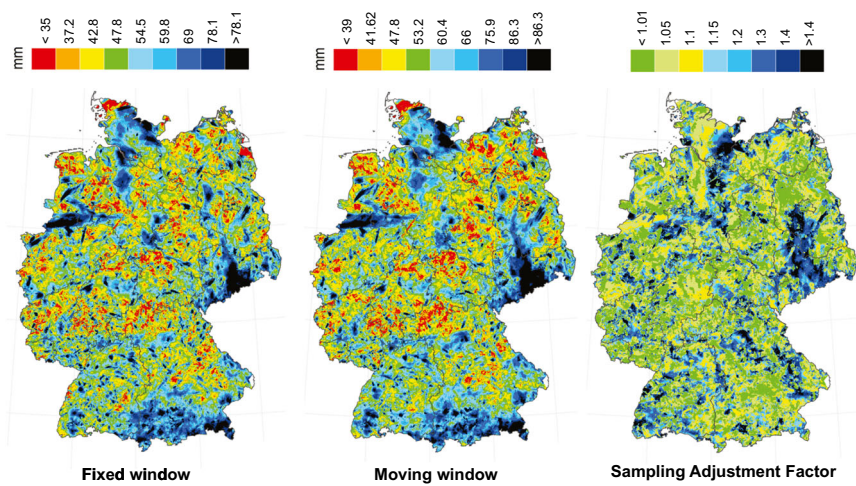 mm < 35 37.2 42.8 47.8 54.5 59.8 69 78.1 >78.1
mm < 39 41.62 47.8 53.2 60.4 66 75.9 86.3 >86.3
< 1.01 1.05 1.1 1.15 1.2 1.3 1.4 >1.4
Fixed window
Moving window
Sampling Adjustment Factor